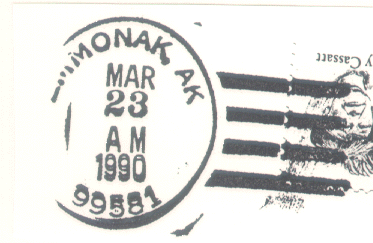 MONAK, AK
MAR
23
AM
1990
99581
y Cassatt